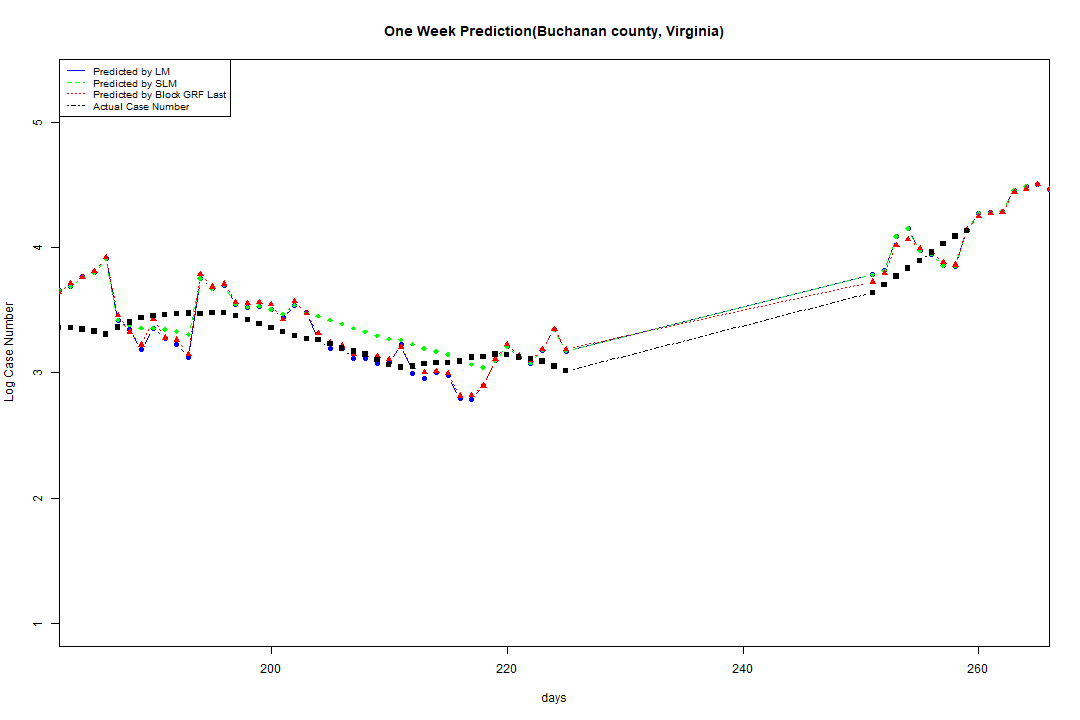 One Week Prediction(Buchanan county, Virginia)
Predicted by LM
Predicted by SLM
Predicted by Block GRF Last
Actual Case Number
5
4
3
2
1
Log Case Number
200
220
240
260
days